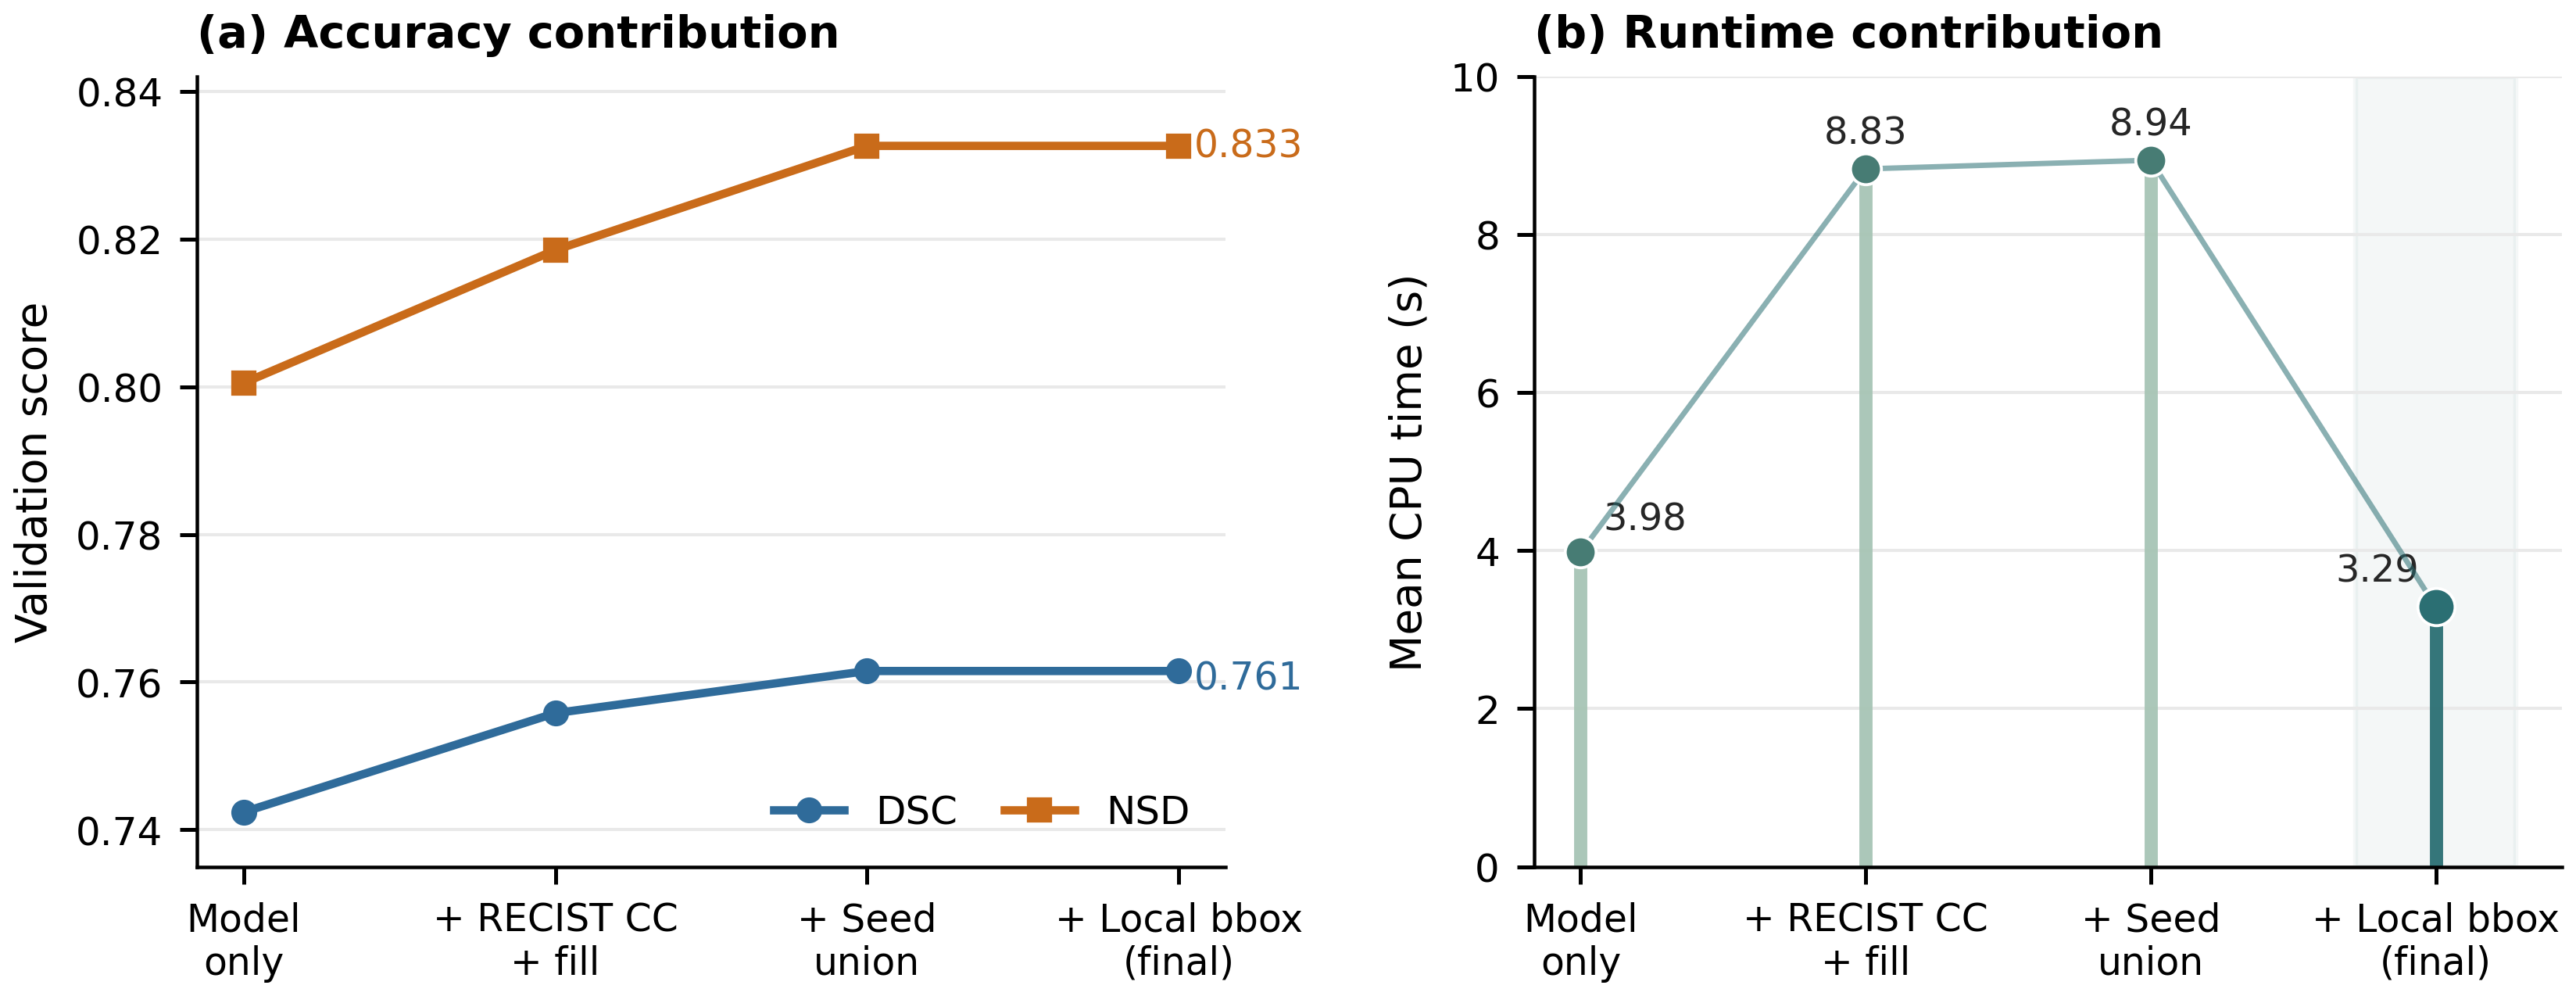 (a) Accuracy contribution
Validation score
0.84
0.82
0.80
0.78
0.76
0.74
0.833
0.761
DSC
NSD
Model
only
+ RECIST CC
+ fill
+ Seed
union
+ Local bbox
(final)
(b) Runtime contribution
Mean CPU time (s)
10
8
6
4
2
0
3.98
8.83
8.94
3.29
Model
only
+ RECIST CC
+ fill
+ Seed
union
+ Local bbox
(final)